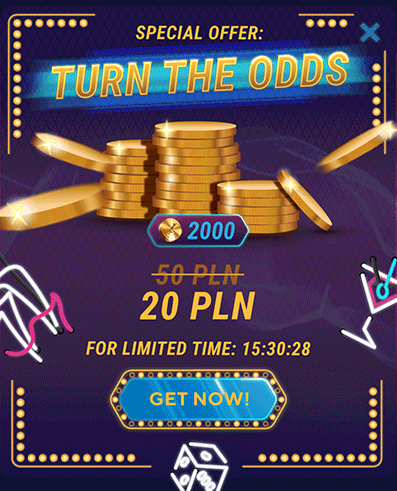 SPECIAL OFFER:
TURN THE ODDS
2000
50 PLN
20 PLN
FOR LIMITED TIME: 15:30:28
GET NOW!